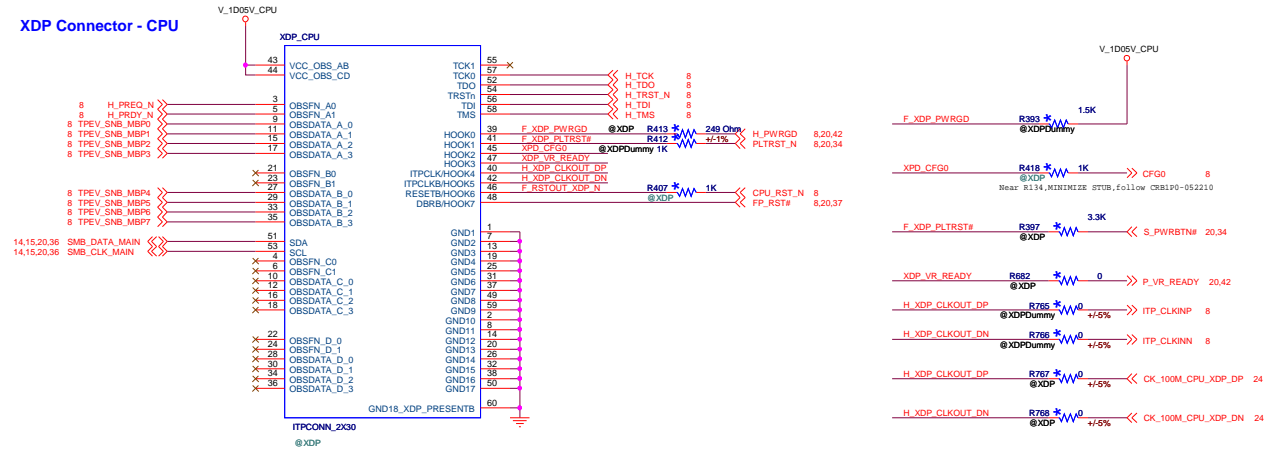 XDP Connector - CPU
V_1D05V_CPU
XDP_CPU
43 VCC_OBS_AB
44 VCC_OBS_CD
8 H_PREQ_N 3 OBSFN_A0
8 H_PRDY_N 5 OBSFN_A1
8 TPEV_SNB_MBP0 9 OBSDATA_A_0
8 TPEV_SNB_MBP1 11 OBSDATA_A_1
8 TPEV_SNB_MBP2 15 OBSDATA_A_2
8 TPEV_SNB_MBP3 17 OBSDATA_A_3
21 OBSFN_B0
23 OBSFN_B1
8 TPEV_SNB_MBP4 27 OBSDATA_B_0
8 TPEV_SNB_MBP5 29 OBSDATA_B_1
8 TPEV_SNB_MBP6 33 OBSDATA_B_2
8 TPEV_SNB_MBP7 35 OBSDATA_B_3
14,15,20,36 SMB_DATA_MAIN 51 SDA
14,15,20,36 SMB_CLK_MAIN 53 SCL
4 OBSFN_C0
6 OBSFN_C1
10 OBSDATA_C_0
12 OBSDATA_C_1
16 OBSDATA_C_2
18 OBSDATA_C_3
22 OBSFN_D_0
24 OBSFN_D_1
28 OBSDATA_D_0
30 OBSDATA_D_1
34 OBSDATA_D_2
36 OBSDATA_D_3
TCK1 55
TCK0 57 H_TCK 8
TDO 52 H_TDO 8
TRSTn 54 H_TRST_N 8
TDI 56 H_TDI 8
TMS 58 H_TMS 8
HOOK0 39 F_XDP_PWRGD @XDP R413 * 249 Ohm H_PWRGD 8,20,42
HOOK1 41 F_XDP_PLTRST# R412 * +/-1% PLTRST_N 8,20,34
HOOK2 45 XPD_CFG0 @XDPDummy 1K
HOOK3 47 XDP_VR_READY
ITPCLK/HOOK4 40 H_XDP_CLKOUT_DP
ITPCLKB/HOOK5 42 H_XDP_CLKOUT_DN
RESETB/HOOK6 46 F_RSTOUT_XDP_N R407 * 1K CPU_RST_N 8
@XDP
DBRB/HOOK7 48 FP_RST# 8,20,37
GND1 1
GND2 7
GND3 13
GND4 19
GND5 25
GND6 31
GND7 37
GND8 49
GND9 59
GND10 2
GND11 8
GND12 14
GND13 20
GND14 26
GND15 32
GND16 38
GND17 50
GND18_XDP_PRESENTB 60
ITPCONN_2X30
@XDP
V_1D05V_CPU
1.5K
F_XDP_PWRGD R393 *
@XDPDummy
XPD_CFG0 R418 * 1K CFG0 8
@XDP
Near R134,MINIMIZE STUB,follow CRB1P0-052210
3.3K
F_XDP_PLTRST# R397 * S_PWRBTN# 20,34
@XDP
XDP_VR_READY R682 * 0 P_VR_READY 20,42
@XDP
H_XDP_CLKOUT_DP R765 * 0 ITP_CLKINP 8
@XDPDummy +/-5%
H_XDP_CLKOUT_DN R766 * 0 ITP_CLKINN 8
@XDPDummy +/-5%
H_XDP_CLKOUT_DP R767 * 0 CK_100M_CPU_XDP_DP 24
@XDP +/-5%
H_XDP_CLKOUT_DN R768 * 0 CK_100M_CPU_XDP_DN 24
@XDP +/-5%